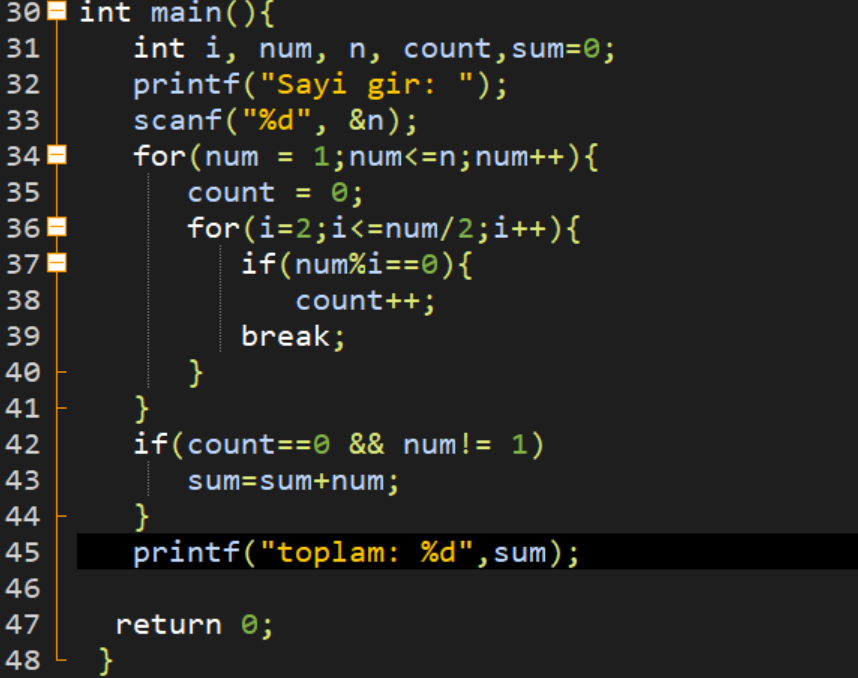 30 int main(){
31 int i, num, n, count,sum=0;
32 printf("Sayi gir: ");
33 scanf("%d", &n);
34 for(num = 1;num<=n;num++){
35 count = 0;
36 for(i=2;i<=num/2;i++){
37 if(num%i==0){
38 count++;
39 break;
40 }
41 }
42 if(count==0 && num!= 1)
43 sum=sum+num;
44 }
45 printf("toplam: %d",sum);
46
47 return 0;
48 }